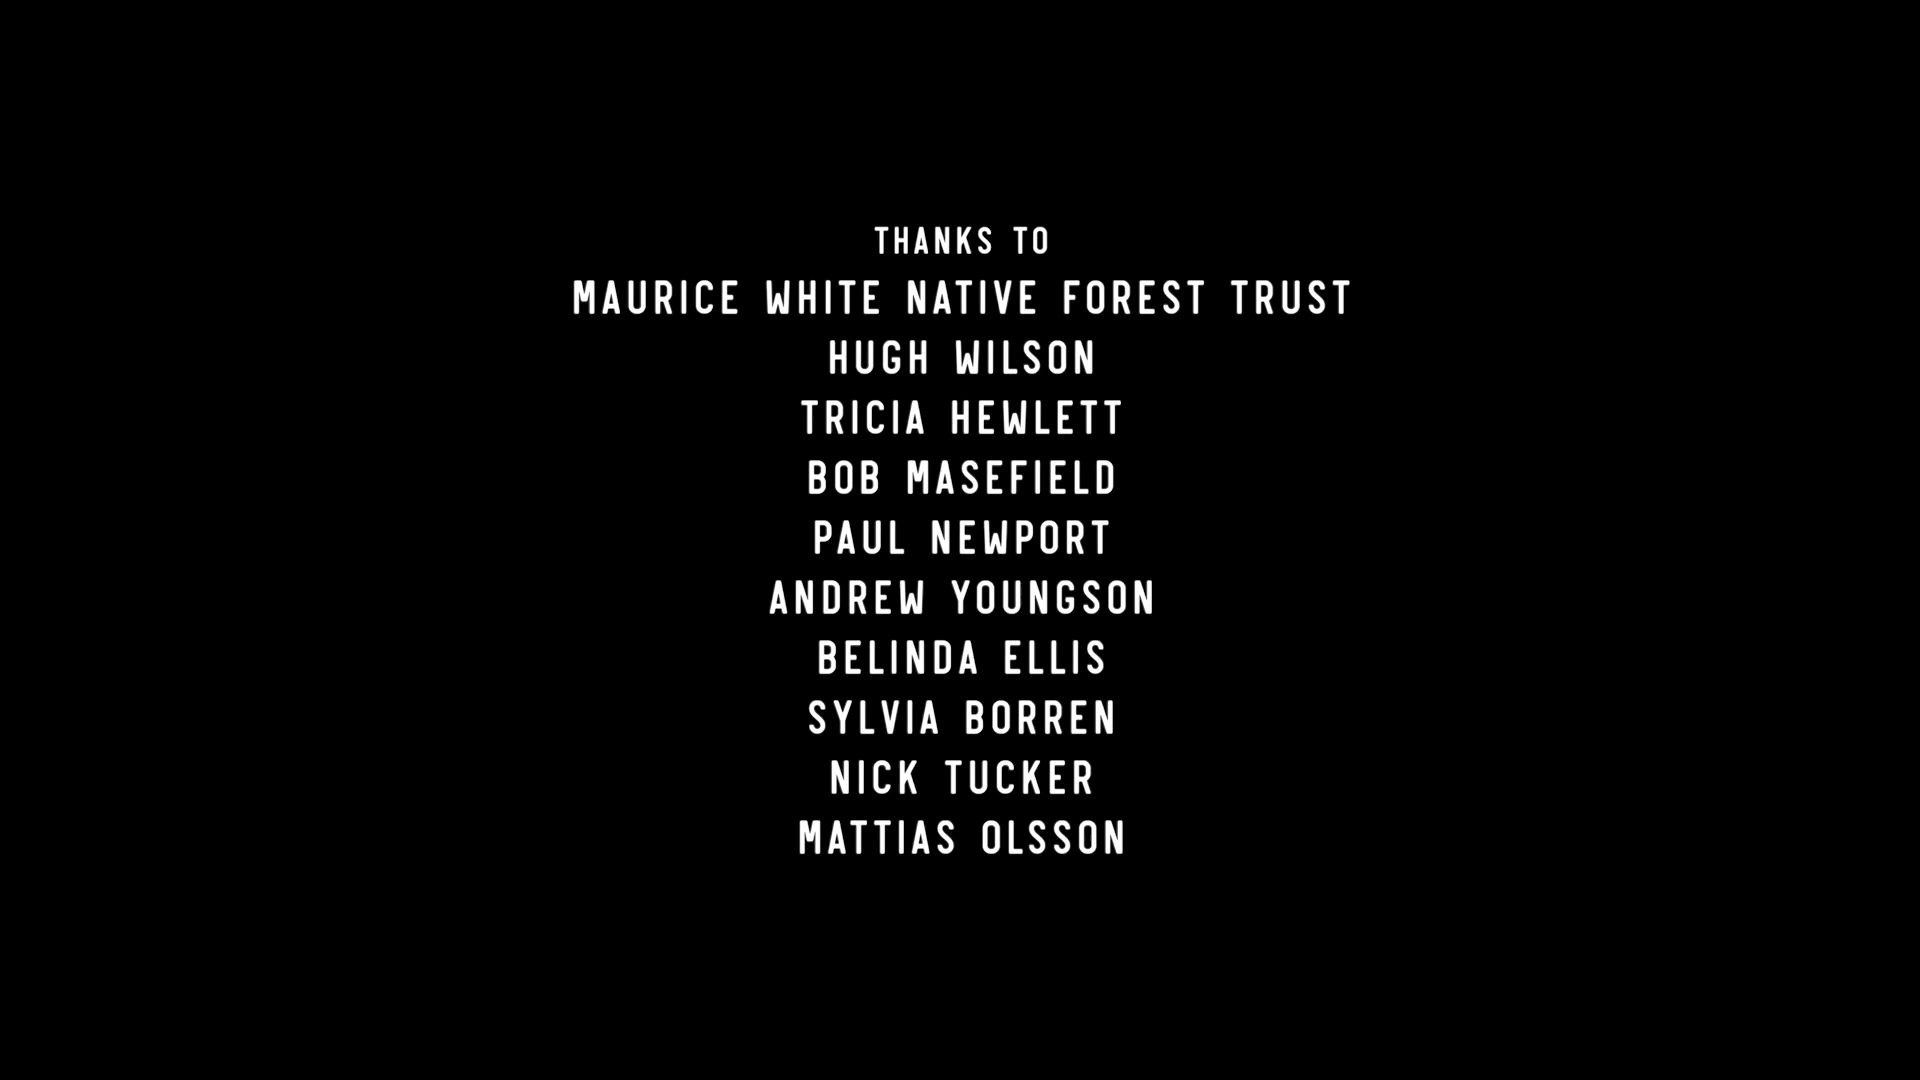 THANKS TO
MAURICE WHITE NATIVE FOREST TRUST
HUGH WILSON
TRICIA HEWLETT
BOB MASEFIELD
PAUL NEWPORT
ANDREW YOUNGSON
BELINDA ELLIS
SYLVIA BORREN
NICK TUCKER
MATTIAS OLSSON